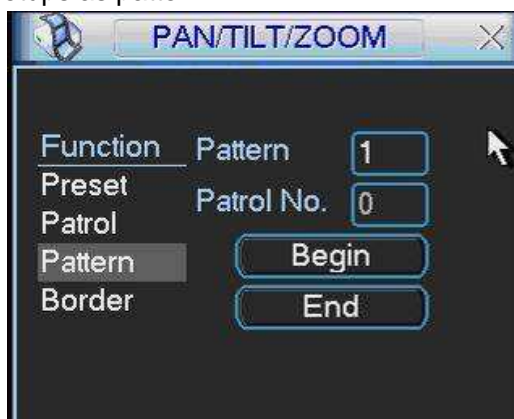 PAN/TILT/ZOOM
Function
Preset
Patrol
Pattern
Border
Pattern 1
Patrol No. 0
Begin
End